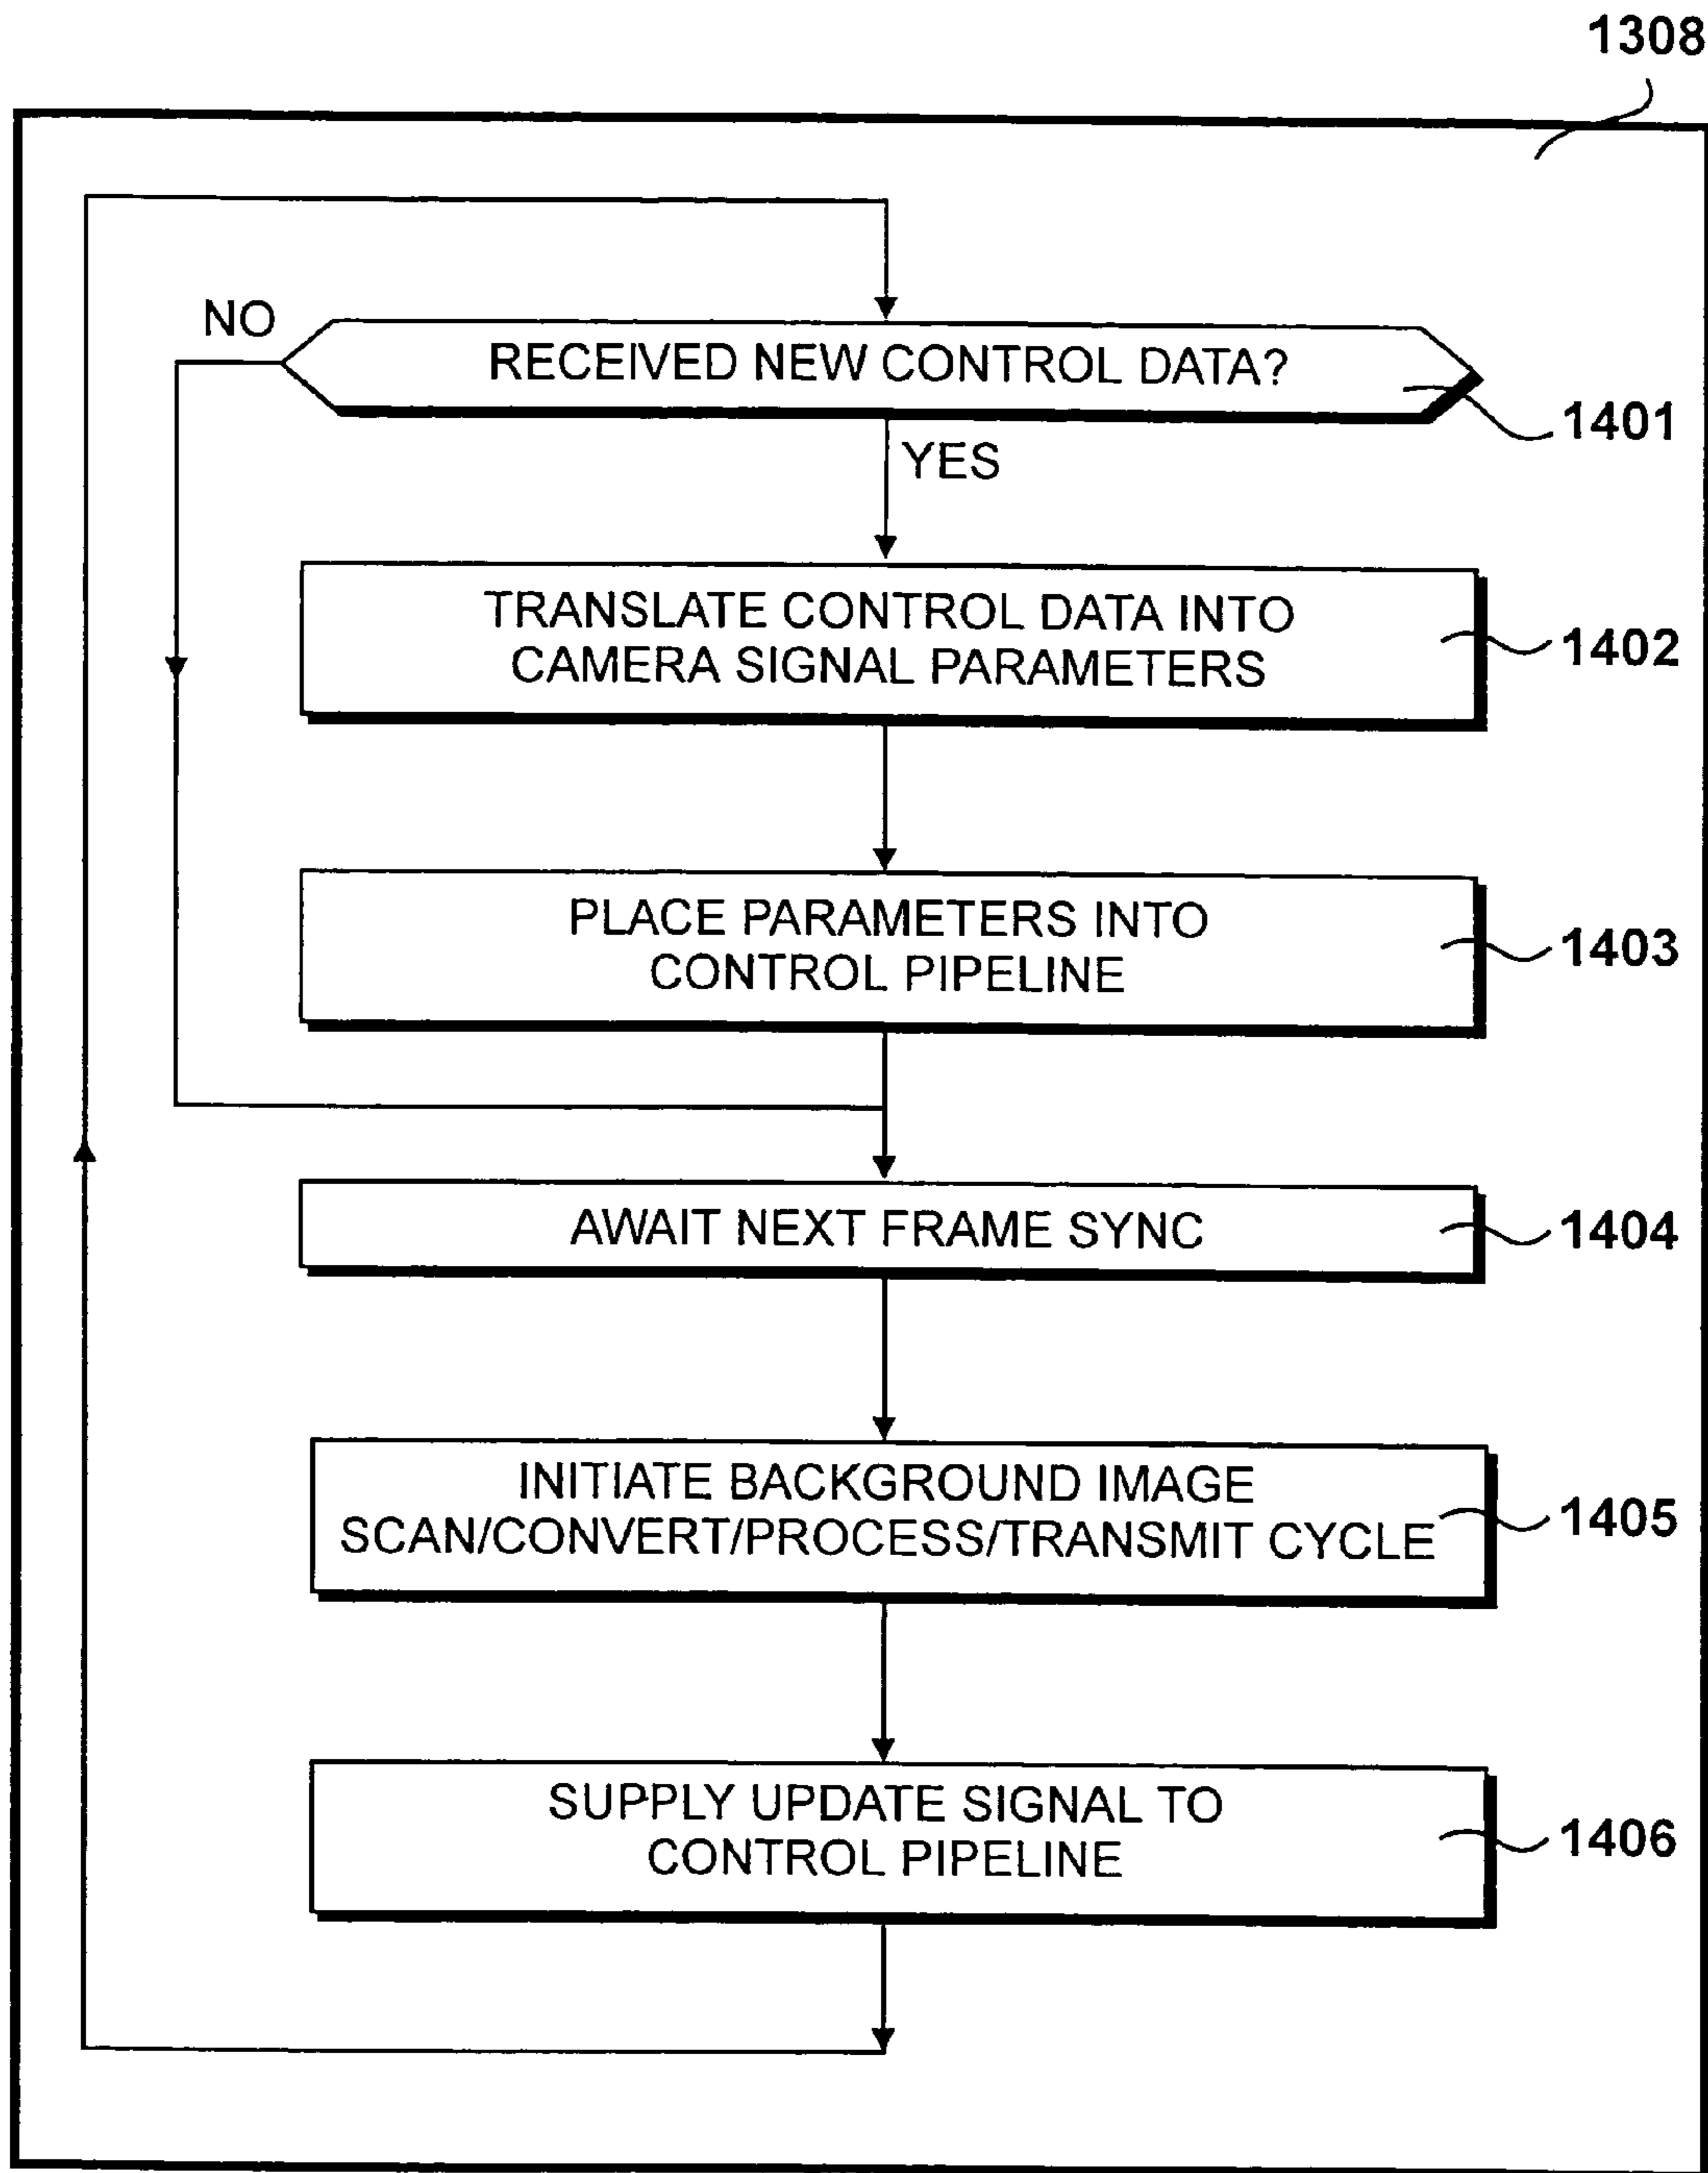 1308
NO
RECEIVED NEW CONTROL DATA?
1401
YES
TRANSLATE CONTROL DATA INTO
CAMERA SIGNAL PARAMETERS
1402
PLACE PARAMETERS INTO
CONTROL PIPELINE
1403
AWAIT NEXT FRAME SYNC
1404
INITIATE BACKGROUND IMAGE
SCAN/CONVERT/PROCESS/TRANSMIT CYCLE
1405
SUPPLY UPDATE SIGNAL TO
CONTROL PIPELINE
1406